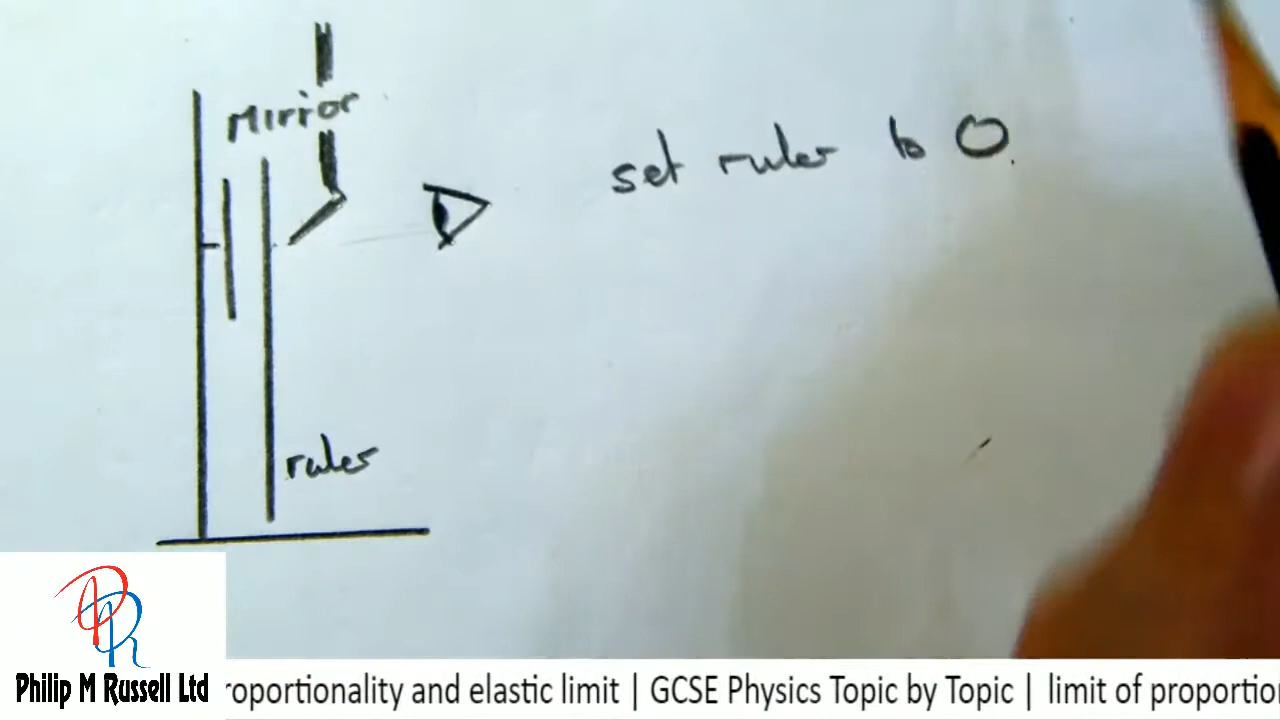 Mirror
set ruler to 0
ruler
PR
Philip M Russell Ltd
roportionality and elastic limit | GCSE Physics Topic by Topic | limit of proportion